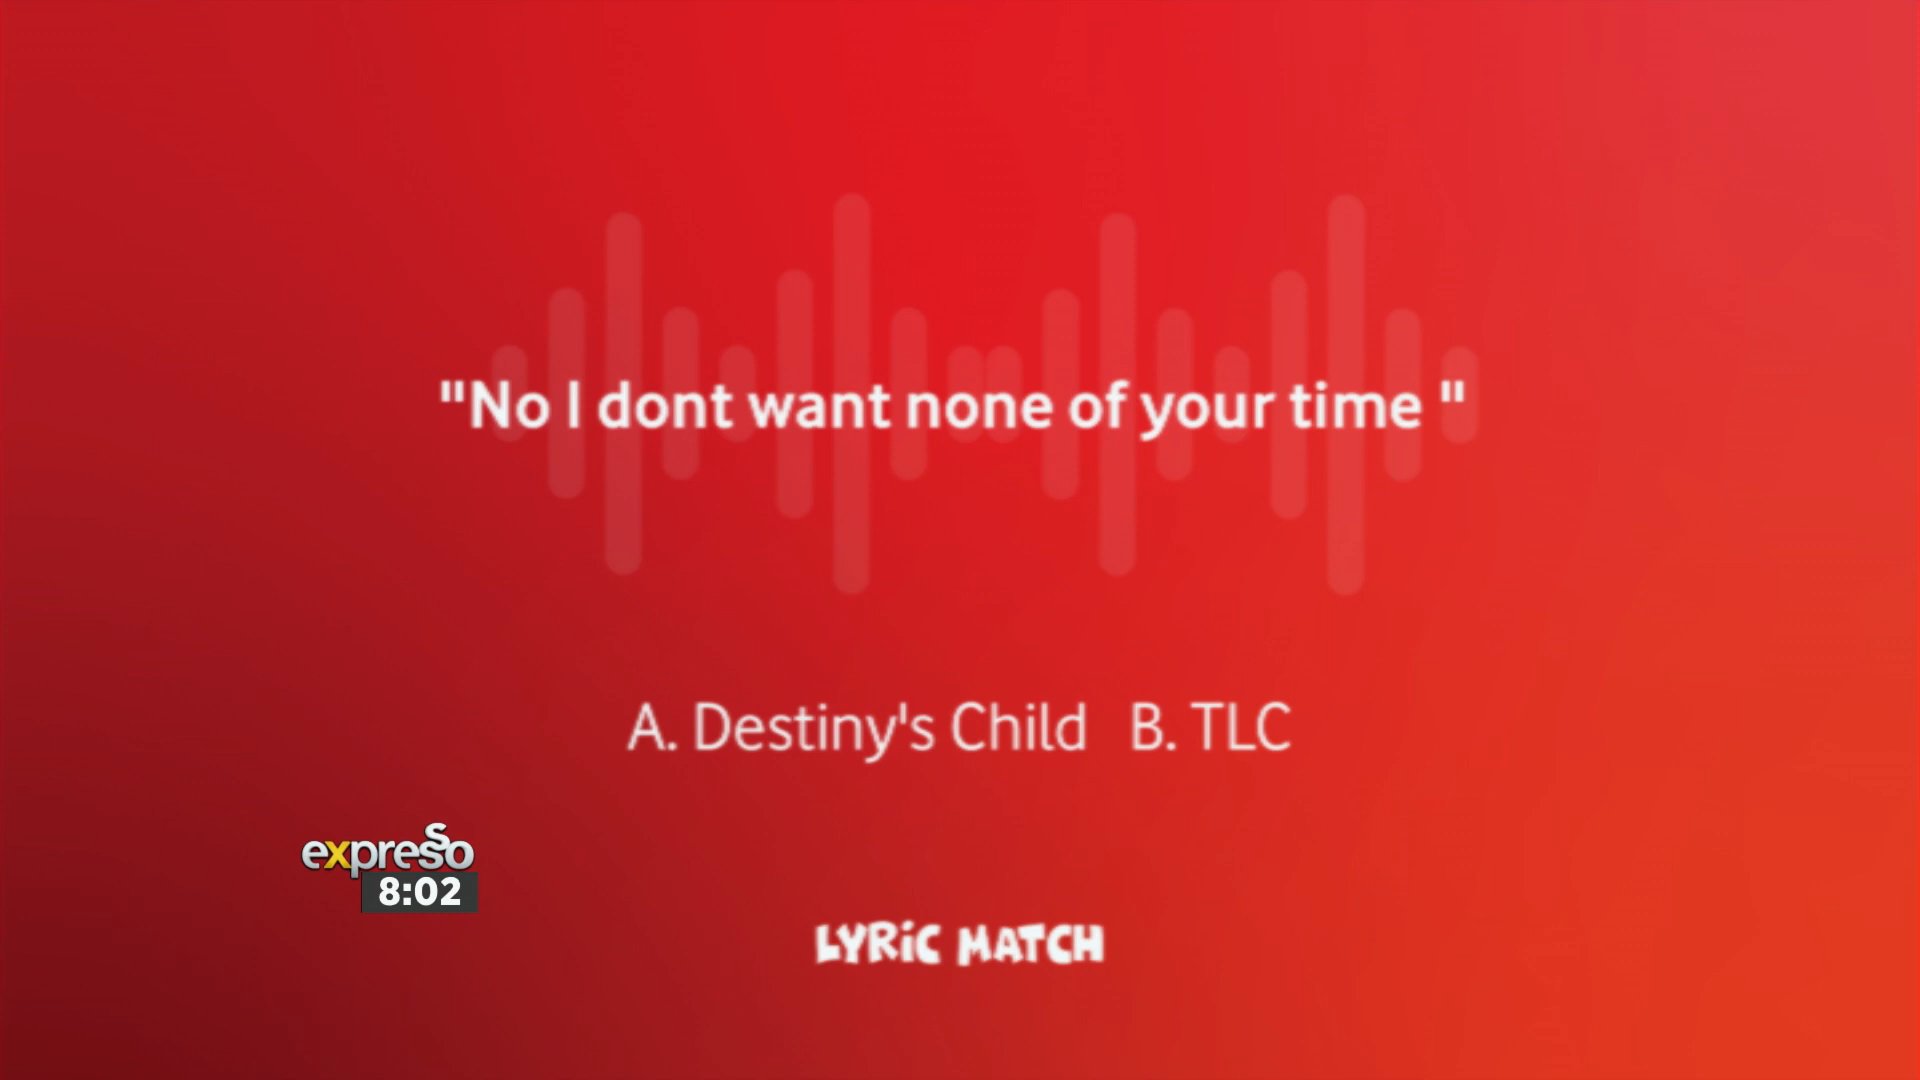 "No I dont want none of your time "
A. Destiny's Child B. TLC
expresso
8:02
LYRiC MATCH